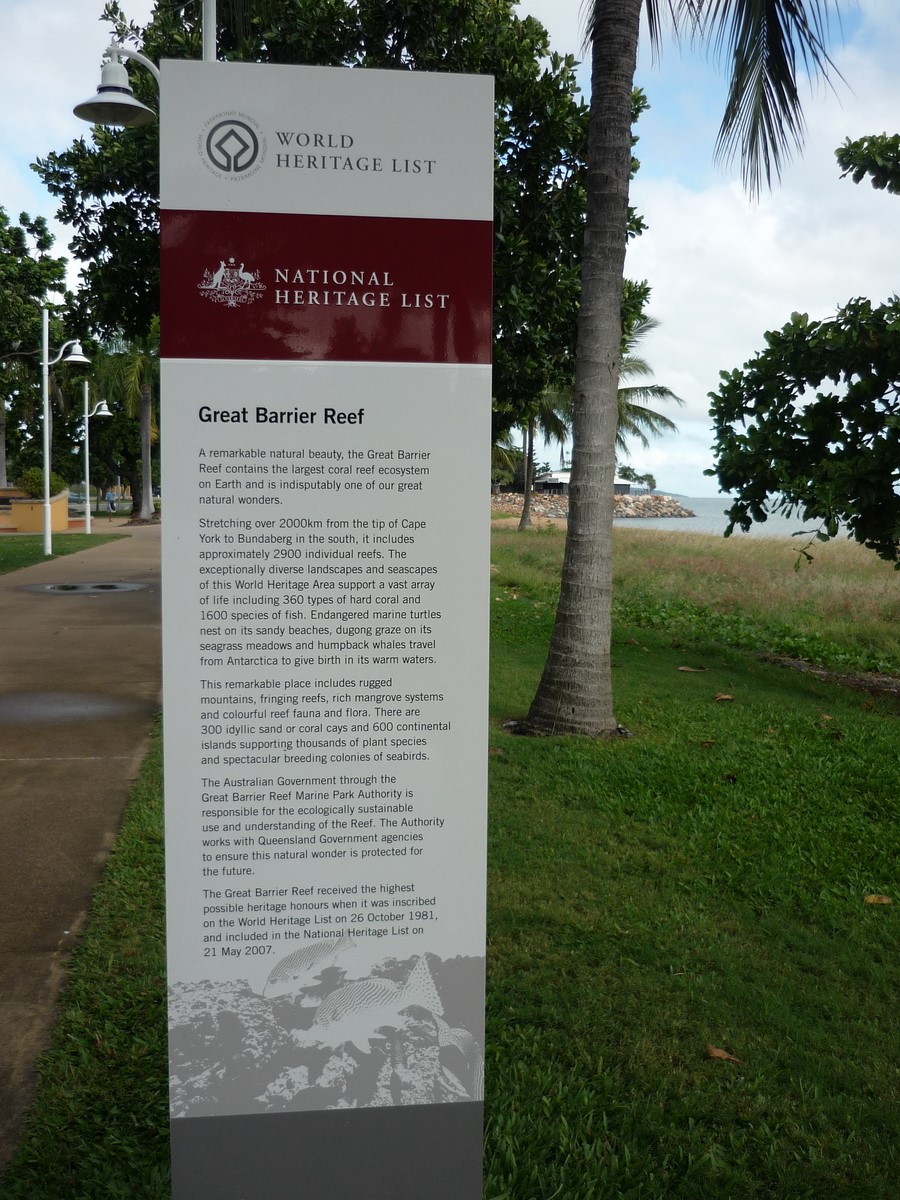 WORLD
HERITAGE LIST
NATIONAL
HERITAGE LIST
Great Barrier Reef
A remarkable natural beauty, the Great Barrier
Reef contains the largest coral reef ecosystem
on Earth and is indisputably one of our great
natural wonders.
Stretching over 2000km from the tip of Cape
York to Bundaberg in the south, it includes
approximately 2900 individual reefs. The
exceptionally diverse landscapes and seascapes
of this World Heritage Area support a vast array
of life including 360 types of hard coral and
1600 species of fish. Endangered marine turtles
nest on its sandy beaches, dugong graze on its
seagrass meadows and humpback whales travel
from Antarctica to give birth in its warm waters.
This remarkable place includes rugged
mountains, fringing reefs, rich mangrove systems
and colourful reef fauna and flora. There are
300 idyllic sand or coral cays and 600 continental
islands supporting thousands of plant species
and spectacular breeding colonies of seabirds.
The Australian Government through the
Great Barrier Reef Marine Park Authority is
responsible for the ecologically sustainable
use and understanding of the Reef. The Authority
works with Queensland Government agencies
to ensure this natural wonder is protected for
the future.
The Great Barrier Reef received the highest
possible heritage honours when it was inscribed
on the World Heritage List on 26 October 1981,
and included in the National Heritage List on
21 May 2007.